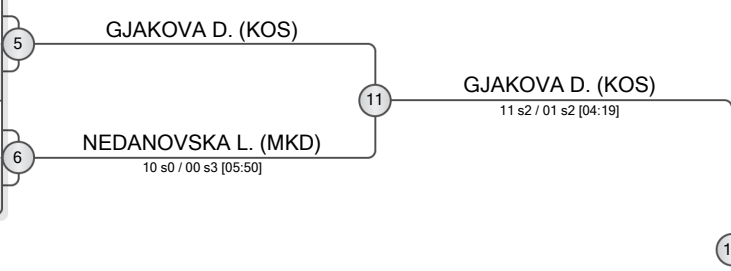 5
GJAKOVA D. (KOS)
11
GJAKOVA D. (KOS)
11 s2 / 01 s2 [04:19]
6
NEDANOVSKA L. (MKD)
10 s0 / 00 s3 [05:50]